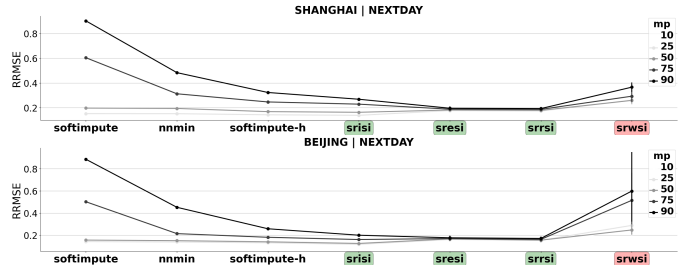 SHANGHAI | NEXTDAY
mp
10
25
50
75
90
0.8
0.6
0.4
0.2
RRMSE
softimpute nnmin softimpute-h srisi sresi srrsi srwsi
BEIJING | NEXTDAY
mp
10
25
50
75
90
0.8
0.6
0.4
0.2
RRMSE
softimpute nnmin softimpute-h srisi sresi srrsi srwsi